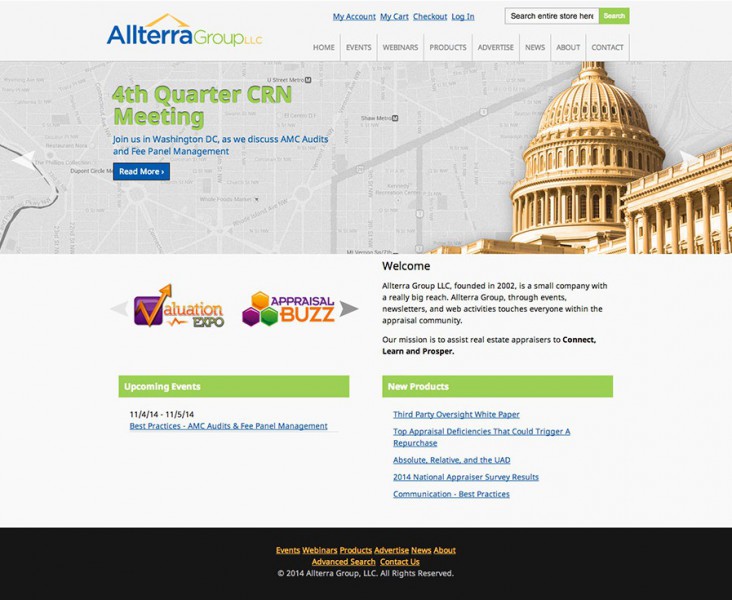 Allterra Group LLC
My Account My Cart Checkout Log In
Search entire store here
Search
HOME EVENTS WEBINARS PRODUCTS ADVERTISE NEWS ABOUT CONTACT
U Street Metro M
Shaw Metro M
Dupont Circle M
Whole Foods Market
4th Quarter CRN
Meeting
Join us in Washington DC, as we discuss AMC Audits
and Fee Panel Management
Read More ›
Valuation
EXPO
APPRAISAL
BUZZ
Welcome
Allterra Group LLC, founded in 2002, is a small company with
a really big reach. Allterra Group, through events,
newsletters, and web activities touches everyone within the
appraisal community.
Our mission is to assist real estate appraisers to Connect,
Learn and Prosper.
Upcoming Events
11/4/14 - 11/5/14
Best Practices - AMC Audits & Fee Panel Management
New Products
Third Party Oversight White Paper
Top Appraisal Deficiencies That Could Trigger A
Repurchase
Absolute, Relative, and the UAD
2014 National Appraiser Survey Results
Communication - Best Practices
Events Webinars Products Advertise News About
Advanced Search Contact Us
© 2014 Allterra Group, LLC. All Rights Reserved.